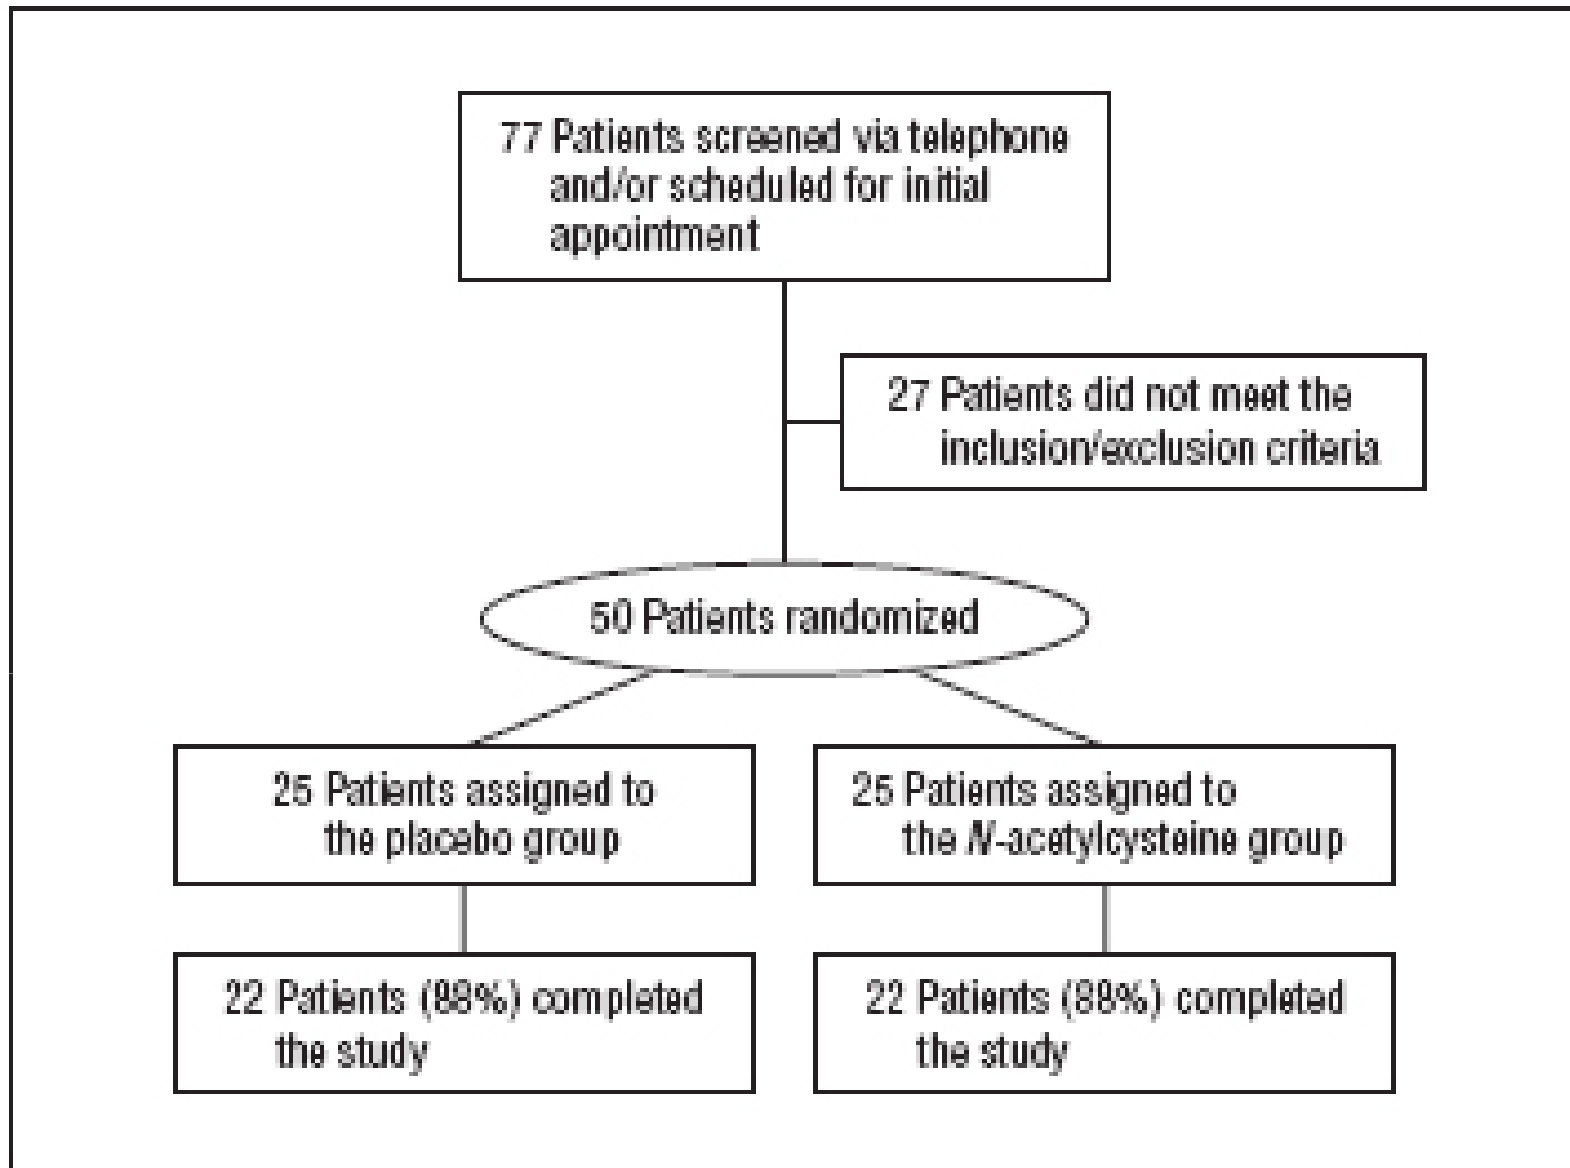 77 Patients screened via telephone
and/or scheduled for initial
appointment
27 Patients did not meet the
inclusion/exclusion criteria
50 Patients randomized
25 Patients assigned to
the placebo group
25 Patients assigned to
the N-acetylcysteine group
22 Patients (88%) completed
the study
22 Patients (88%) completed
the study